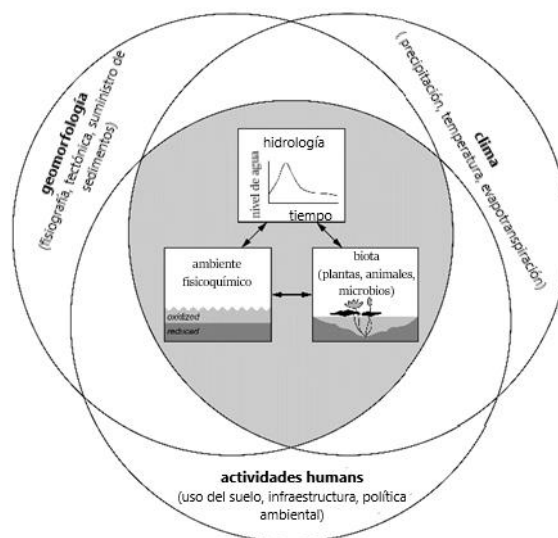 geomorfología
(fisiografía, tectónica, suministro de
sedimentos)
clima
( precipitación, temperatura, evapotranspiración)
hidrología
nivel de agua
tiempo
ambiente
fisicoquímico
oxidized
reduced
biota
(plantas, animales,
microbios)
actividades humans
(uso del suelo, infraestructura, política
ambiental)